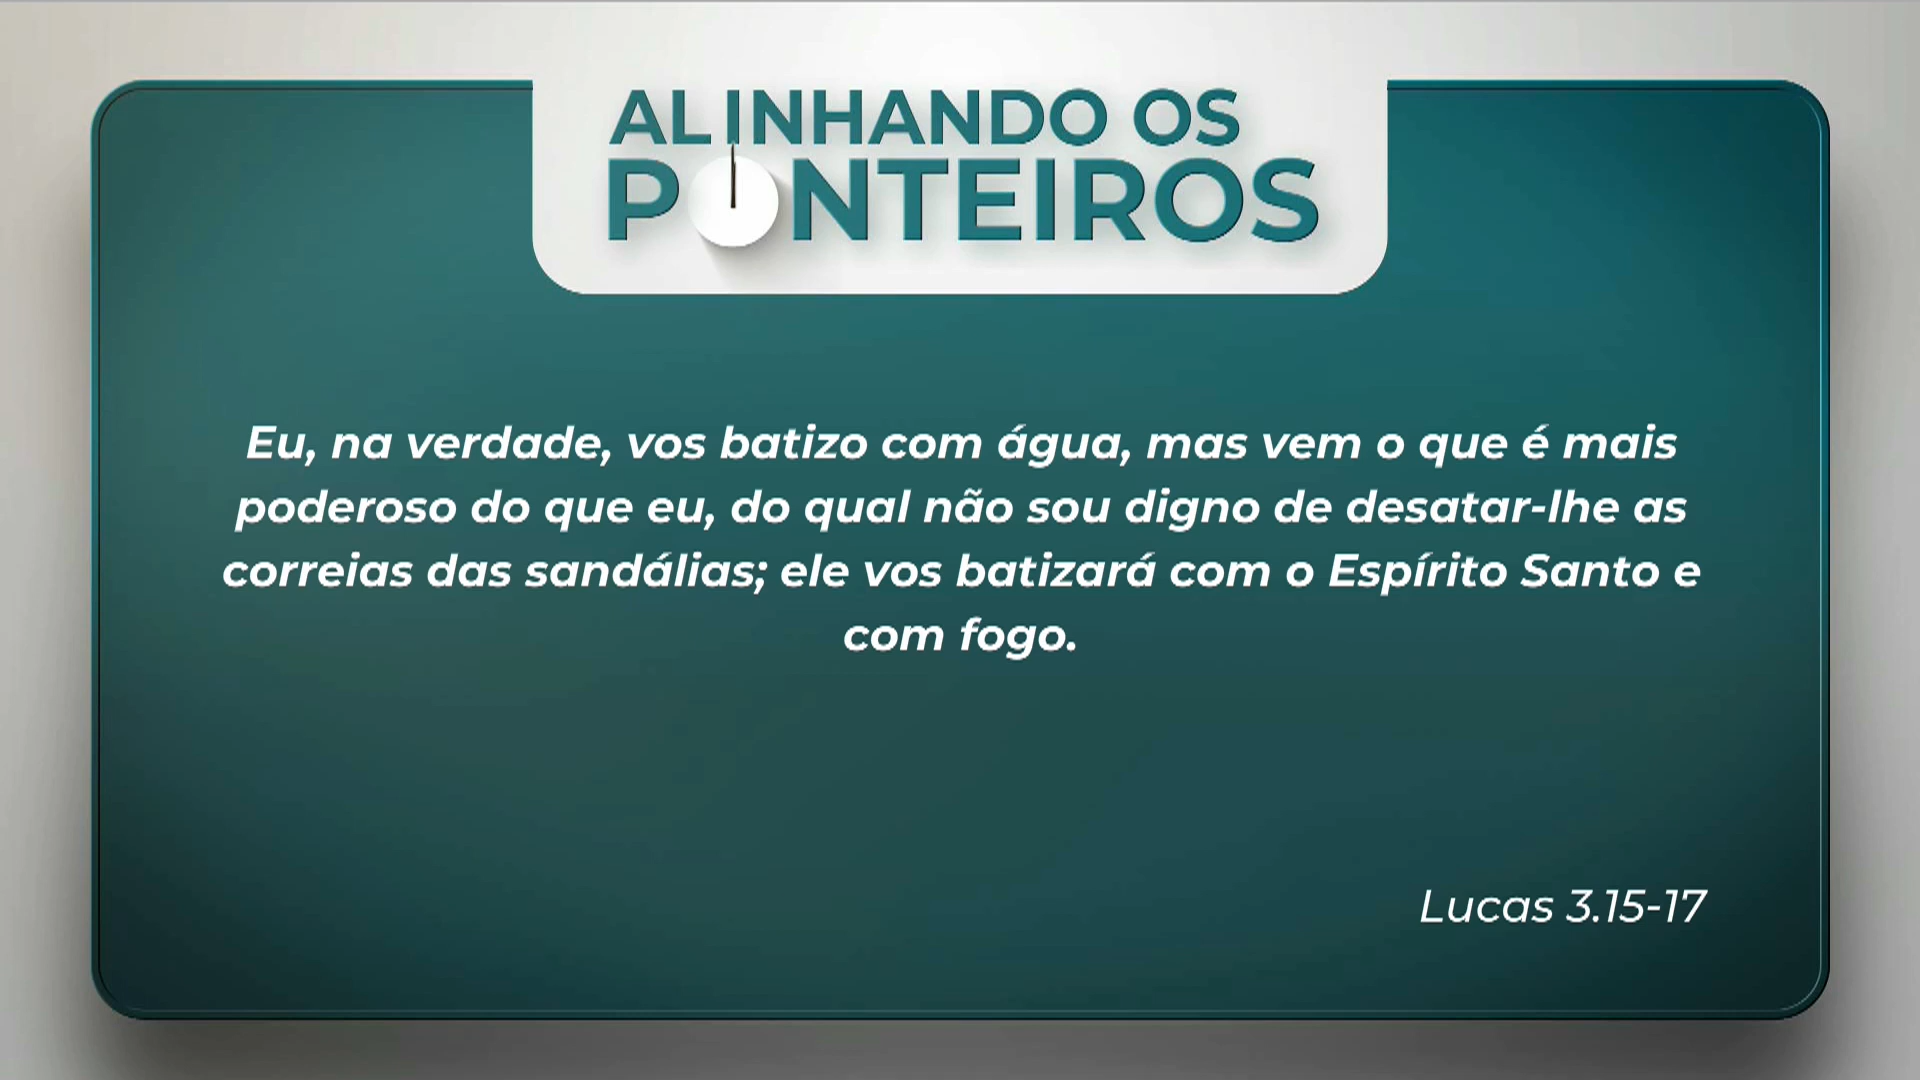 ALINHANDO OS
PONTEIROS
Eu, na verdade, vos batizo com água, mas vem o que é mais
poderoso do que eu, do qual não sou digno de desatar-lhe as
correias das sandálias; ele vos batizará com o Espírito Santo e
com fogo.
Lucas 3.15-17